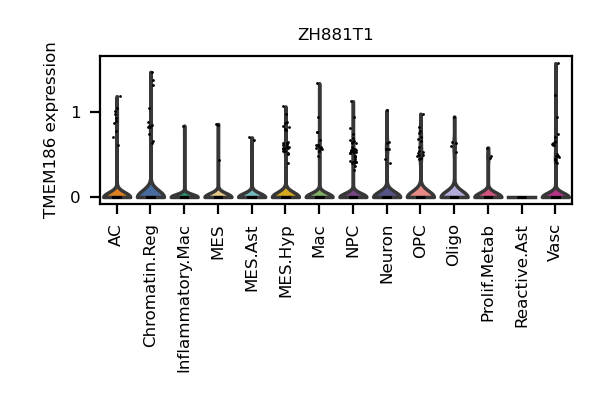 ZH881T1
TMEM186 expression
1
0
AC
Chromatin.Reg
Inflammatory.Mac
MES
MES.Ast
MES.Hyp
Mac
NPC
Neuron
OPC
Oligo
Prolif.Metab
Reactive.Ast
Vasc